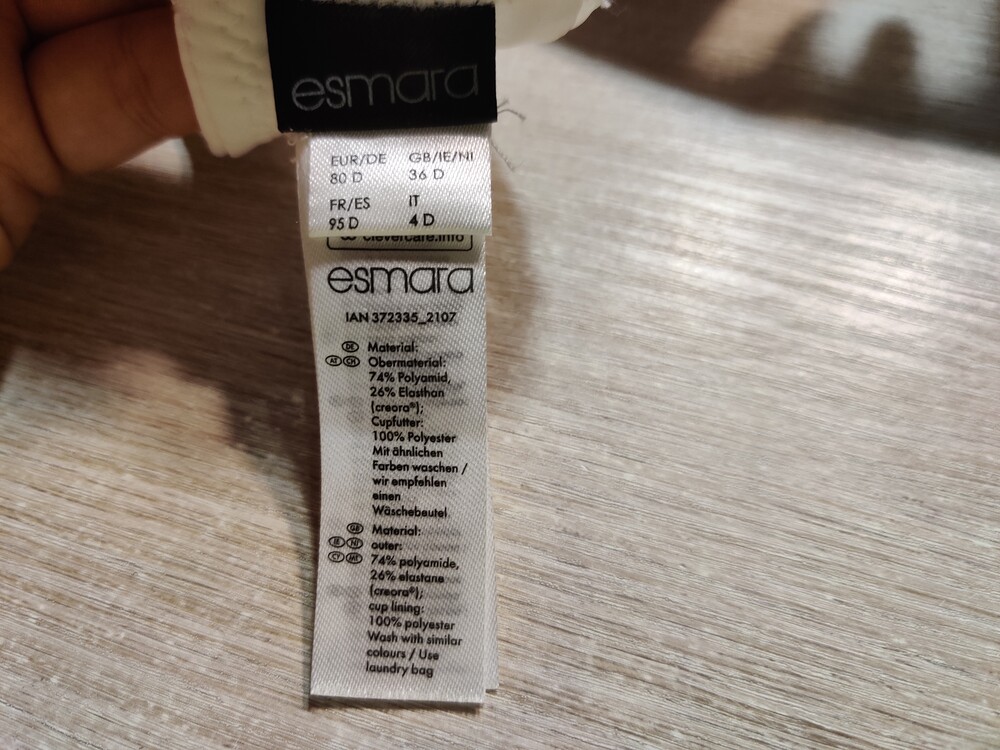 esmara
EUR/DE GB/IE/NI
80 D 36 D
FR/ES IT
95 D 4 D
clevercare.info
esmara
IAN 372335_2107
DE Material:
AT CH Obermaterial:
74% Polyamid,
26% Elasthan
(creora®);
Cupfutter:
100% Polyester
Mit ähnlichen
Farben waschen /
wir empfehlen
einen
Wäschebeutel
GB Material:
IE NI outer:
CY MT 74% polyamide,
26% elastane
(creora®);
cup lining:
100% polyester
Wash with similar
colours / Use
laundry bag